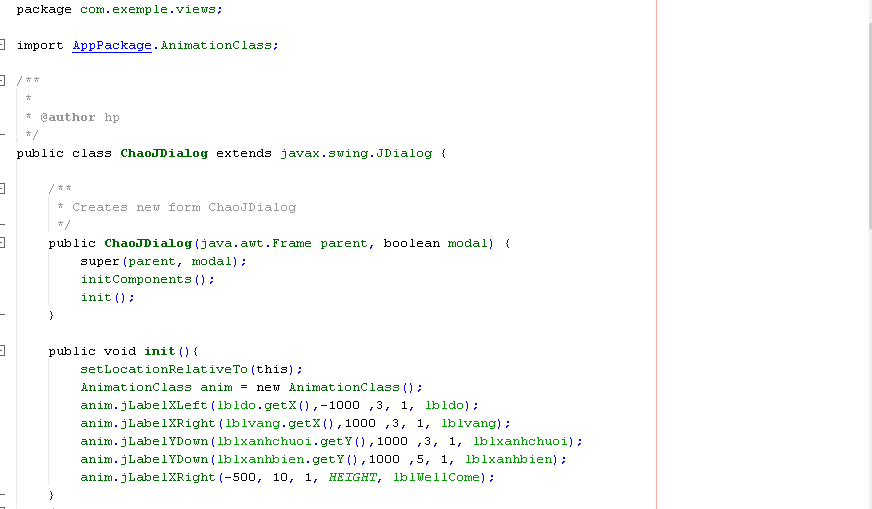 package com.exemple.views;
import AppPackage.AnimationClass;
/**
*
* @author hp
*/
public class ChaoJDialog extends javax.swing.JDialog {
/**
* Creates new form ChaoJDialog
*/
public ChaoJDialog(java.awt.Frame parent, boolean modal) {
super(parent, modal);
initComponents();
init();
}
public void init(){
setLocationRelativeTo(this);
AnimationClass anim = new AnimationClass();
anim.jLabelXLeft(lbldo.getX(),-1000 ,3, 1, lbldo);
anim.jLabelXRight(lblvang.getX(),1000 ,3, 1, lblvang);
anim.jLabelYDown(lblxanhchuoi.getY(),1000 ,3, 1, lblxanhchuoi);
anim.jLabelYDown(lblxanhbien.getY(),1000 ,5, 1, lblxanhbien);
anim.jLabelXRight(-500, 10, 1, HEIGHT, lblWellCome);
}